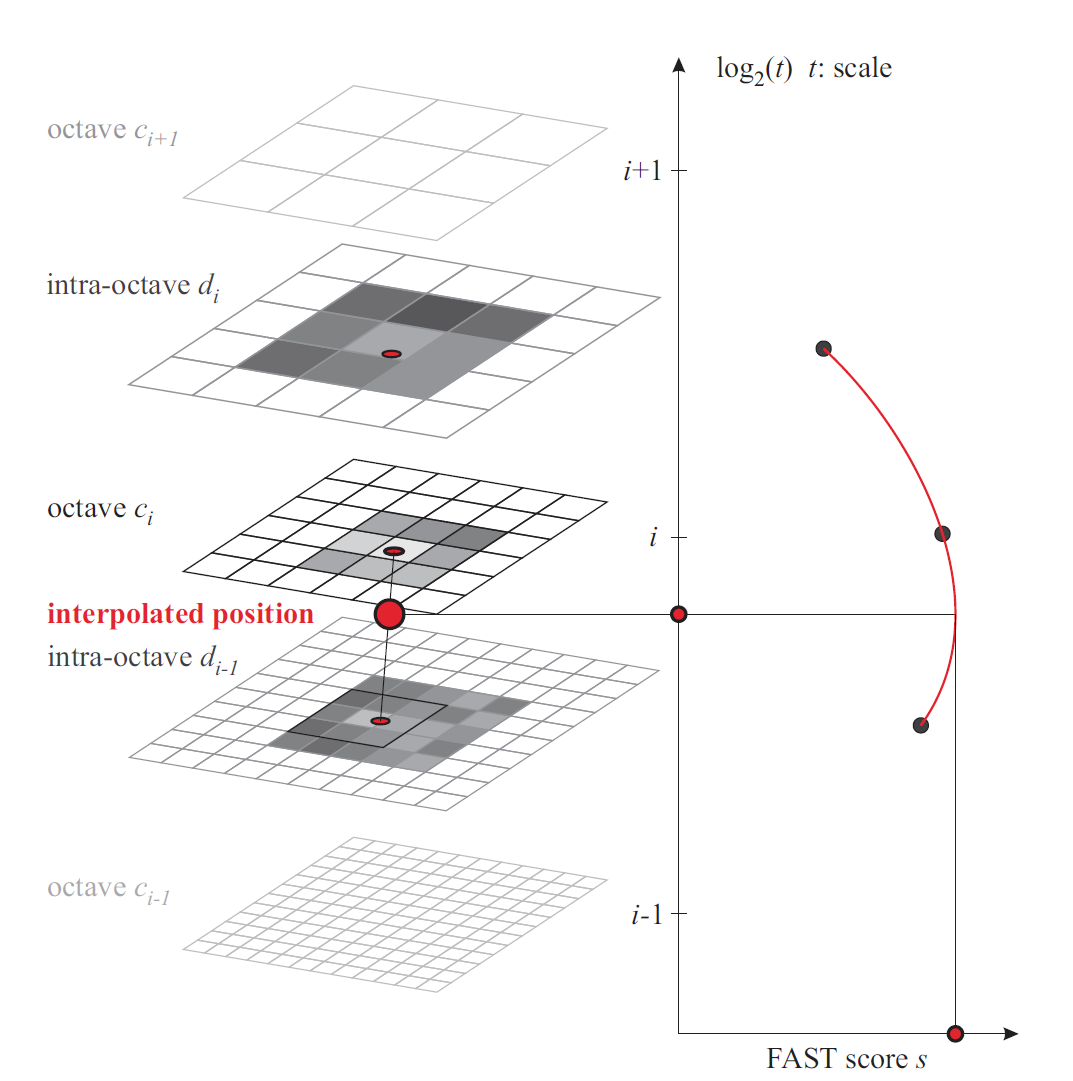 log₂(t) t: scale
octave cᵢ₊₁
i+1
intra-octave dᵢ
octave cᵢ
i
interpolated position
intra-octave dᵢ₋₁
octave cᵢ₋₁
i-1
FAST score s